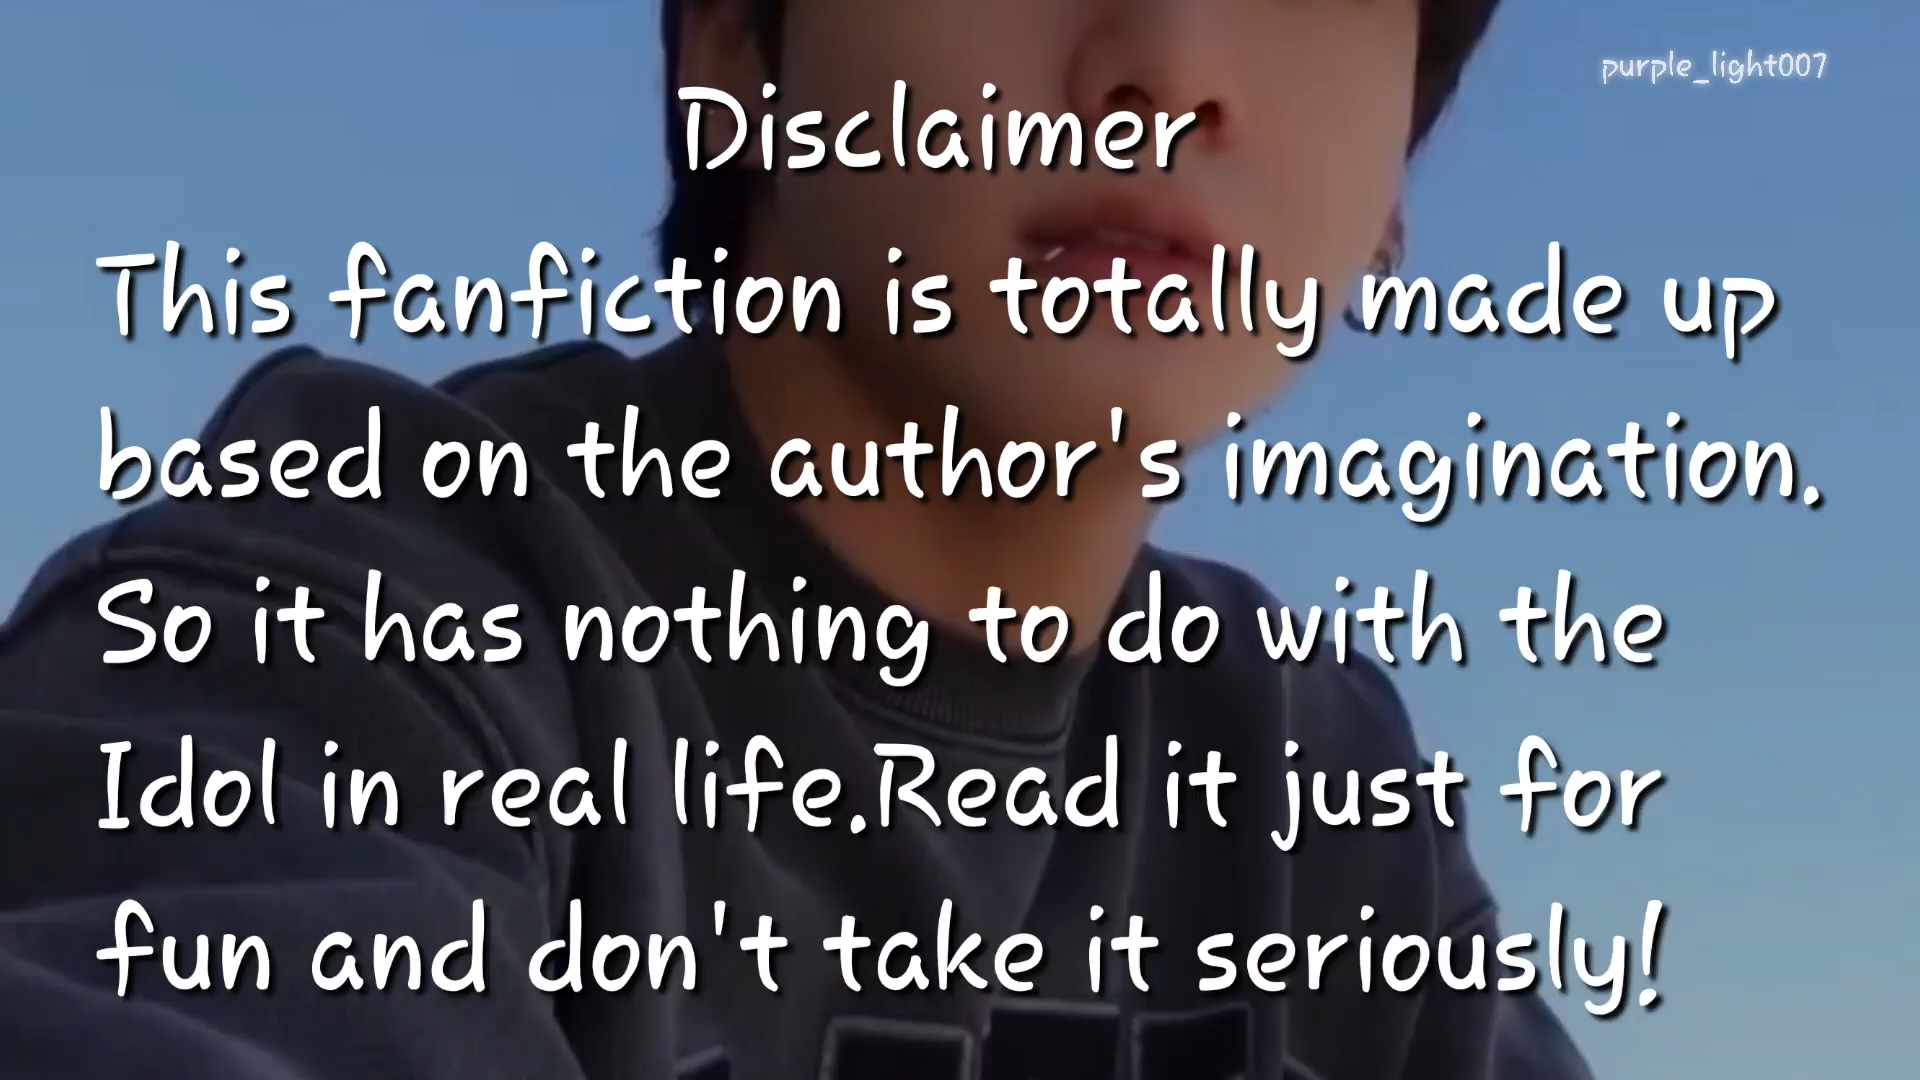 purple_light007
Disclaimer
This fanfiction is totally made up
based on the author's imagination.
So it has nothing to do with the
Idol in real life.Read it just for
fun and don't take it seriously!